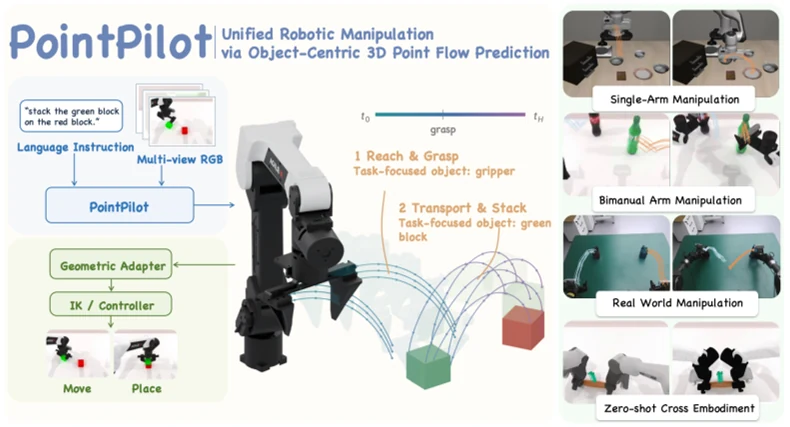 PointPilot
Unified Robotic Manipulation
via Object-Centric 3D Point Flow Prediction
"stack the green block
on the red block."
Language Instruction
Multi-view RGB
PointPilot
Geometric Adapter
IK / Controller
Move
Place
t0
tH
grasp
1 Reach & Grasp
Task-focused object: gripper
2 Transport & Stack
Task-focused object: green
block
Single-Arm Manipulation
Bimanual Arm Manipulation
Real World Manipulation
Zero-shot Cross Embodiment